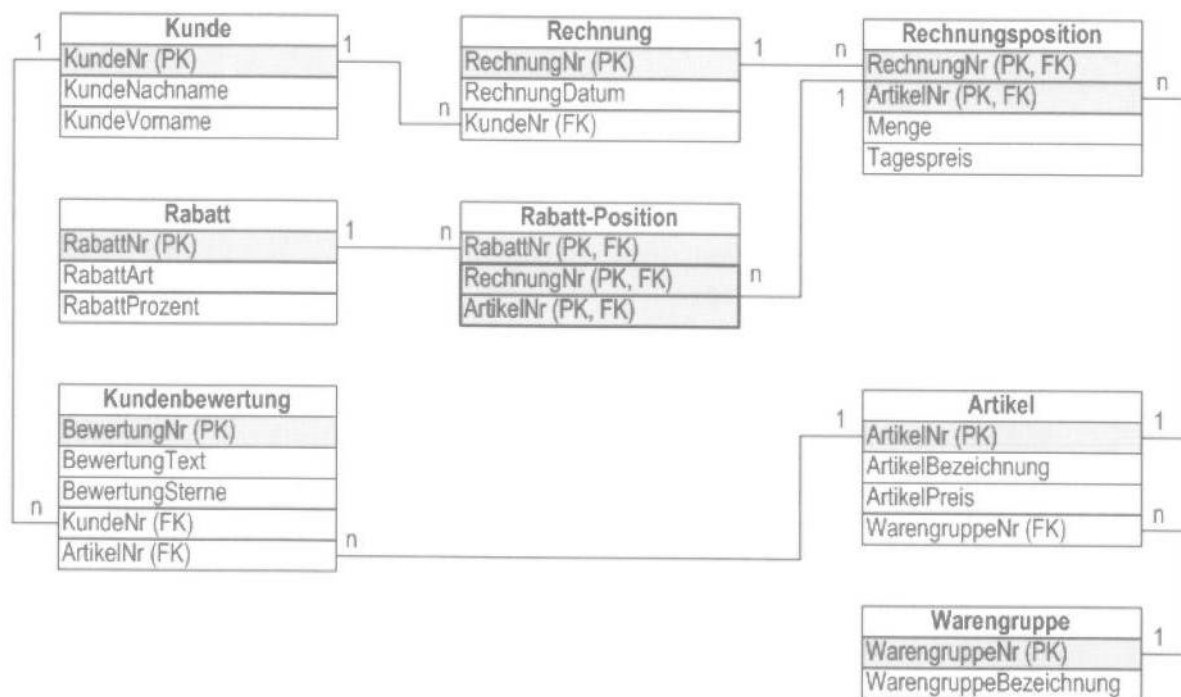 Kunde
KundeNr (PK)
KundeNachname
KundeVorname
1
1
n
Rechnung
RechnungNr (PK)
RechnungDatum
KundeNr (FK)
1
n
Rechnungsposition
RechnungNr (PK, FK)
ArtikelNr (PK, FK)
Menge
Tagespreis
1
n
Rabatt
RabattNr (PK)
RabattArt
RabattProzent
1
n
Rabatt-Position
RabattNr (PK, FK)
RechnungNr (PK, FK)
ArtikelNr (PK, FK)
n
Kundenbewertung
BewertungNr (PK)
BewertungText
BewertungSterne
KundeNr (FK)
ArtikelNr (FK)
n
n
1
Artikel
ArtikelNr (PK)
ArtikelBezeichnung
ArtikelPreis
WarengruppeNr (FK)
1
n
Warengruppe
WarengruppeNr (PK)
WarengruppeBezeichnung
1